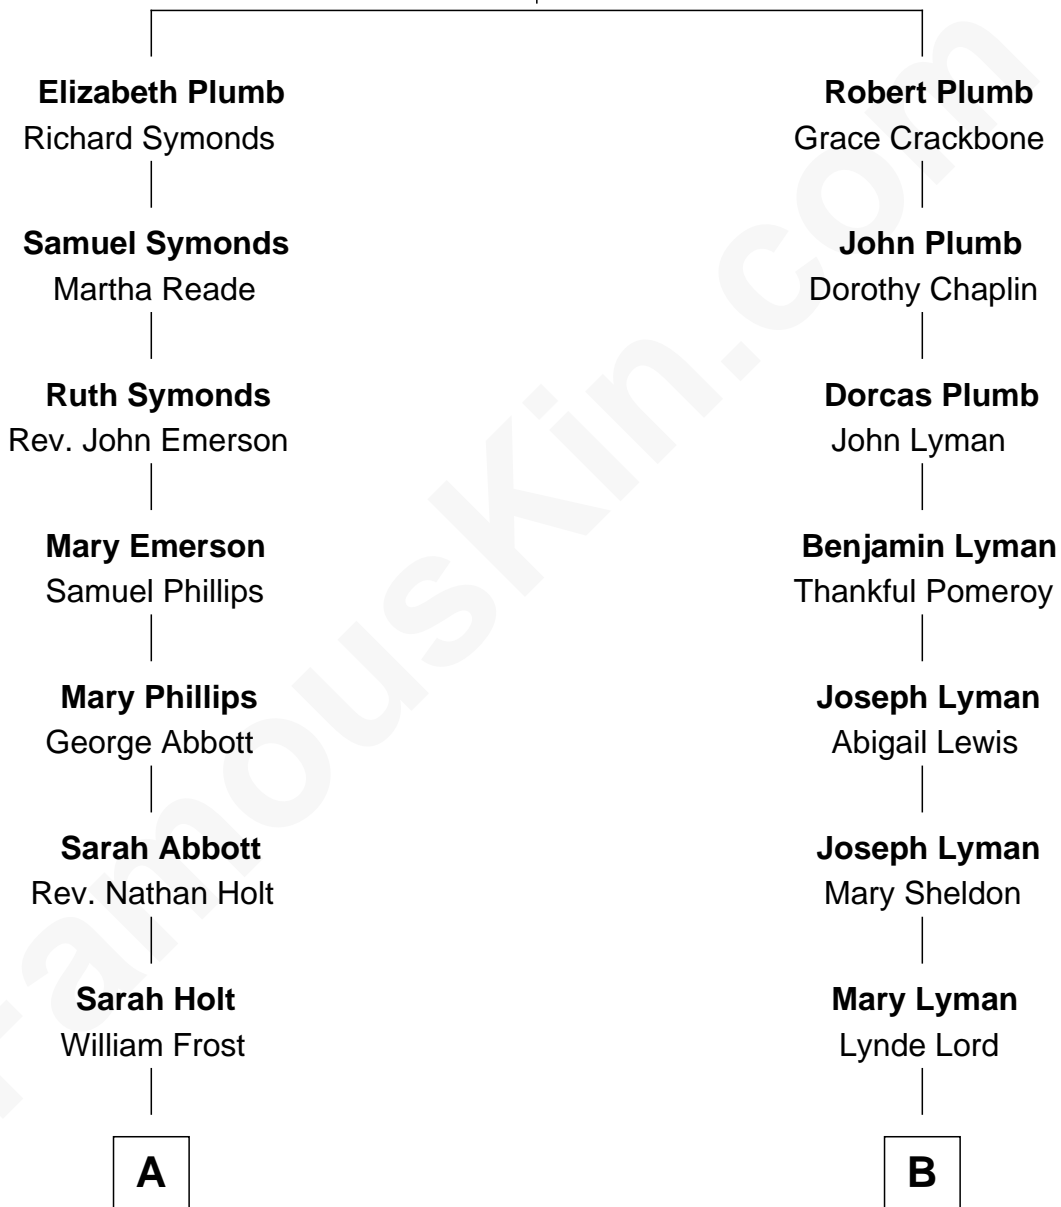 Elizabeth Plumb
Richard Symonds
Samuel Symonds
Martha Reade
Ruth Symonds
Rev. John Emerson
Mary Emerson
Samuel Phillips
Mary Phillips
George Abbott
Sarah Abbott
Rev. Nathan Holt
Sarah Holt
William Frost
A
Robert Plumb
Grace Crackbone
John Plumb
Dorothy Chaplin
Dorcas Plumb
John Lyman
Benjamin Lyman
Thankful Pomeroy
Joseph Lyman
Abigail Lewis
Joseph Lyman
Mary Sheldon
Mary Lyman
Lynde Lord
B
FamousKin.com